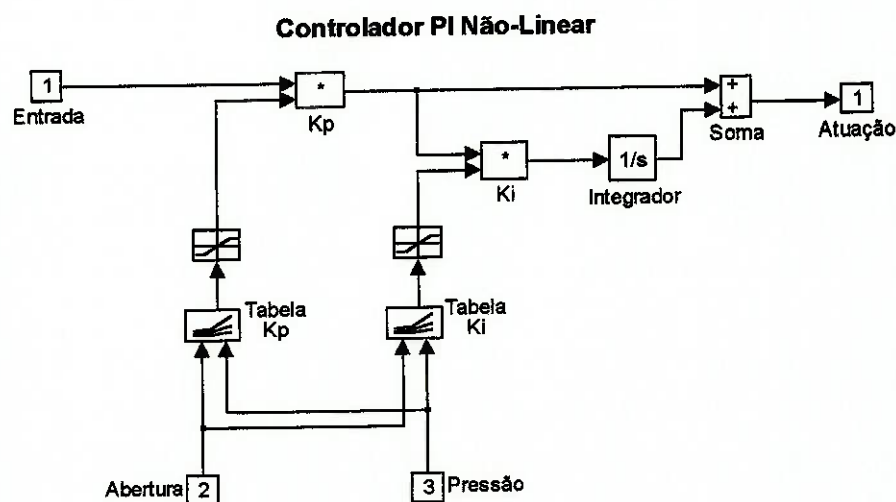 Controlador PI Não-Linear
1
Entrada
*
Kp
*
Ki
1/s
Integrador
+
+
Soma
1
Atuação
Tabela
Kp
Tabela
Ki
Abertura
2
3
Pressão